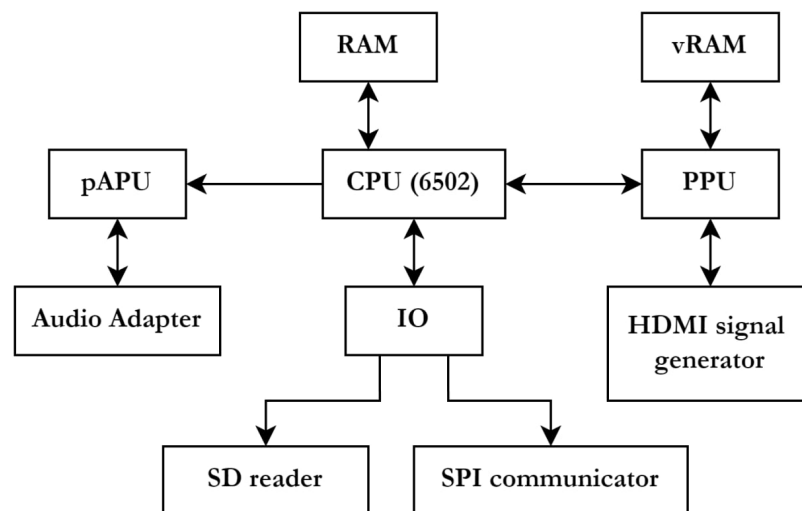 RAM
vRAM
pAPU
CPU (6502)
PPU
Audio Adapter
IO
HDMI signal
generator
SD reader
SPI communicator